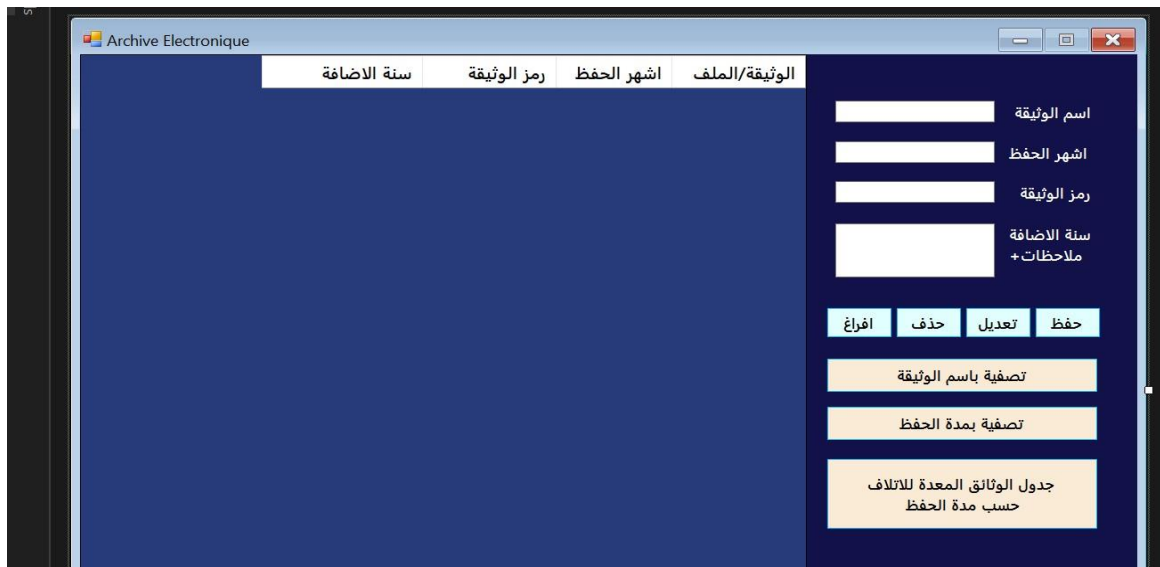 Archive Electronique
الوثيقة/الملف
اشهر الحفظ
رمز الوثيقة
سنة الاضافة
اسم الوثيقة
اشهر الحفظ
رمز الوثيقة
سنة الاضافة
ملاحظات+
حفظ
تعديل
حذف
افراغ
تصفية باسم الوثيقة
تصفية بمدة الحفظ
جدول الوثائق المعدة للاتلاف
حسب مدة الحفظ